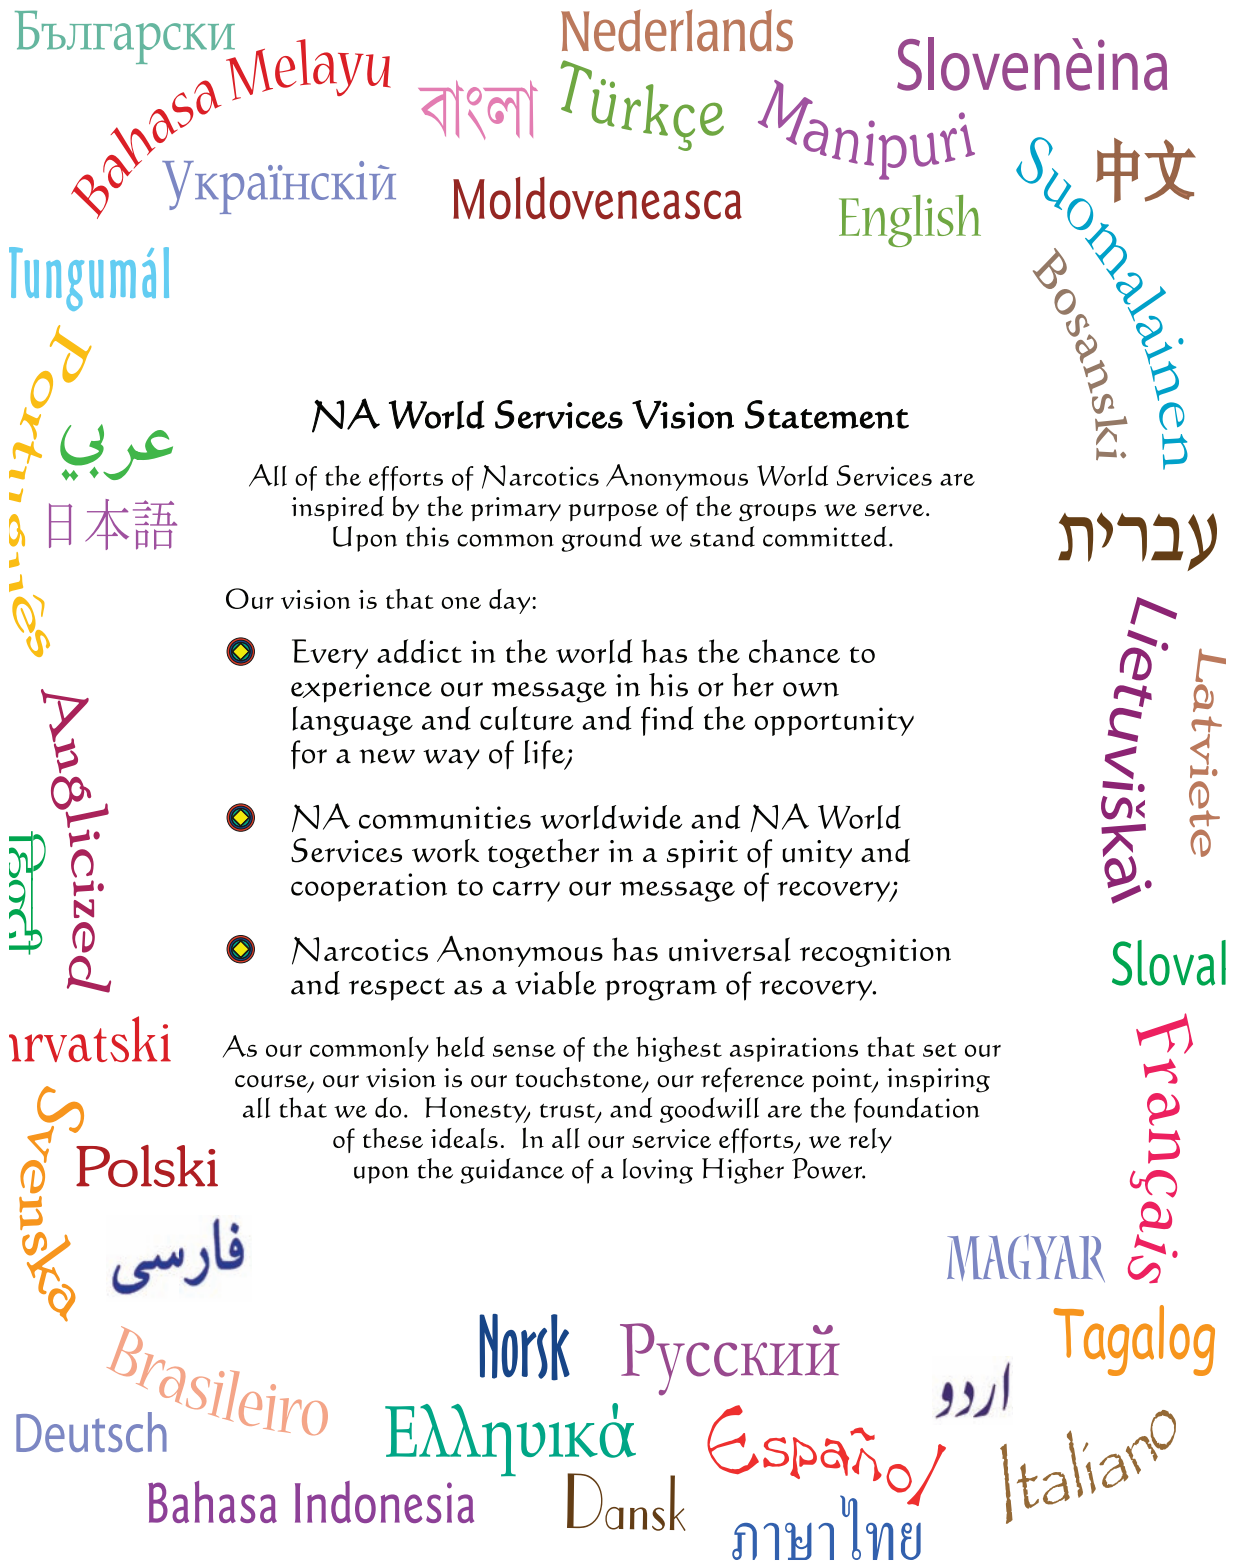 Български
Nederlands
Slovenèina
Bahasa Melayu
বাংলা
Türkçe
Manipuri
Українскій
Moldoveneasca
English
Suomalainen
中文
Tungumál
Bosanski
Português
عربي
日本語
NA World Services Vision Statement
All of the efforts of Narcotics Anonymous World Services are
inspired by the primary purpose of the groups we serve.
Upon this common ground we stand committed.
עברית
Our vision is that one day:
Every addict in the world has the chance to
experience our message in his or her own
language and culture and find the opportunity
for a new way of life;
Lietuviškai
Latviete
Anglicized
NA communities worldwide and NA World
Services work together in a spirit of unity and
cooperation to carry our message of recovery;
हिन्दी
Narcotics Anonymous has universal recognition
and respect as a viable program of recovery.
Sloval
rvatski
As our commonly held sense of the highest aspirations that set our
course, our vision is our touchstone, our reference point, inspiring
all that we do. Honesty, trust, and goodwill are the foundation
of these ideals. In all our service efforts, we rely
upon the guidance of a loving Higher Power.
Français
Svenska
Polski
فارسی
MAGYAR
Brasileiro
Norsk
Русский
Tagalog
اردو
Deutsch
Ελληυικά
Español
Italiano
Bahasa Indonesia
Dansk
ภาษาไทย